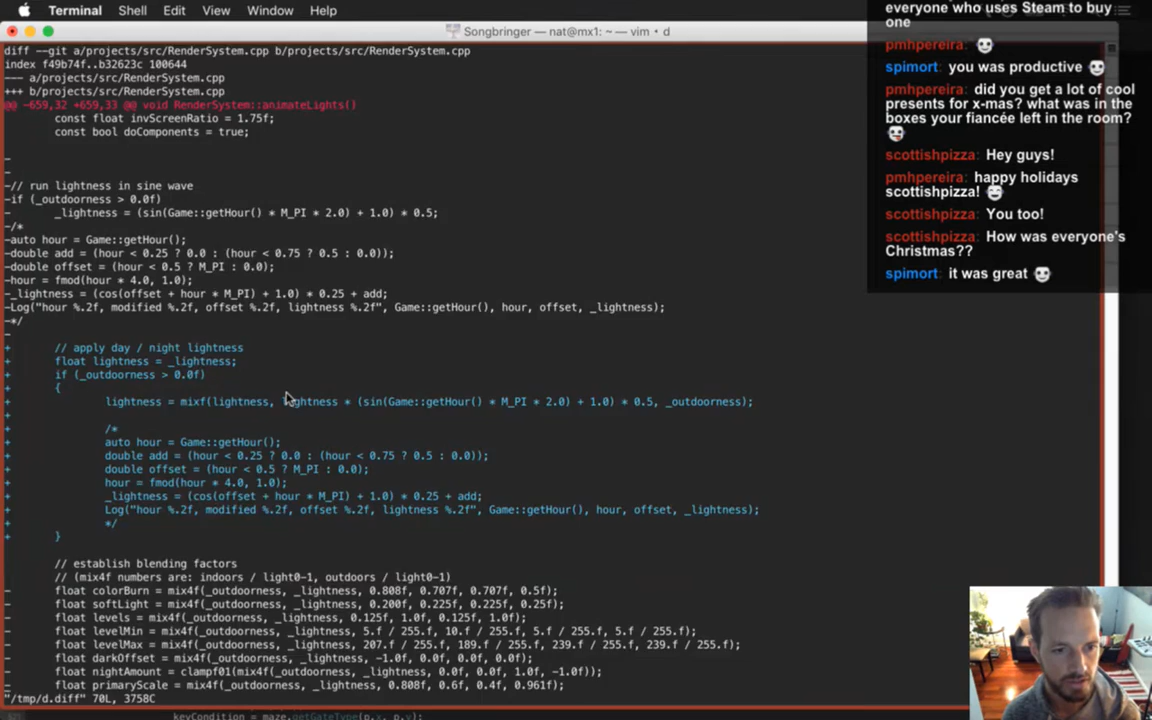 Terminal Shell Edit View Window Help
Songbringer — nat@mx1: ~ — vim • d
diff --git a/projects/src/RenderSystem.cpp b/projects/src/RenderSystem.cpp
index f49b74f..b32623c 100644
--- a/projects/src/RenderSystem.cpp
+++ b/projects/src/RenderSystem.cpp
@@ -659,32 +659,33 @@ void RenderSystem::animateLights()
const float invScreenRatio = 1.75f;
const bool doComponents = true;
-
-
-// run lightness in sine wave
-if (_outdoorness > 0.0f)
- _lightness = (sin(Game::getHour() * M_PI * 2.0) + 1.0) * 0.5;
-/*
-auto hour = Game::getHour();
-double add = (hour < 0.25 ? 0.0 : (hour < 0.75 ? 0.5 : 0.0));
-double offset = (hour < 0.5 ? M_PI : 0.0);
-hour = fmod(hour * 4.0, 1.0);
-_lightness = (cos(offset + hour * M_PI) + 1.0) * 0.25 + add;
-Log("hour %.2f, modified %.2f, offset %.2f, lightness %.2f", Game::getHour(), hour, offset, _lightness);
-*/
-
+ // apply day / night lightness
+ float lightness = _lightness;
+ if (_outdoorness > 0.0f)
+ {
+ lightness = mixf(lightness, lightness * (sin(Game::getHour() * M_PI * 2.0) + 1.0) * 0.5, _outdoorness);
+
+ /*
+ auto hour = Game::getHour();
+ double add = (hour < 0.25 ? 0.0 : (hour < 0.75 ? 0.5 : 0.0));
+ double offset = (hour < 0.5 ? M_PI : 0.0);
+ hour = fmod(hour * 4.0, 1.0);
+ _lightness = (cos(offset + hour * M_PI) + 1.0) * 0.25 + add;
+ Log("hour %.2f, modified %.2f, offset %.2f, lightness %.2f", Game::getHour(), hour, offset, _lightness);
+ */
+ }
// establish blending factors
// (mix4f numbers are: indoors / light0-1, outdoors / light0-1)
- float colorBurn = mix4f(_outdoorness, _lightness, 0.808f, 0.707f, 0.707f, 0.5f);
- float softLight = mix4f(_outdoorness, _lightness, 0.200f, 0.225f, 0.225f, 0.25f);
- float levels = mix4f(_outdoorness, _lightness, 0.125f, 1.0f, 0.125f, 1.0f);
- float levelMin = mix4f(_outdoorness, _lightness, 5.f / 255.f, 10.f / 255.f, 5.f / 255.f, 5.f / 255.f);
- float levelMax = mix4f(_outdoorness, _lightness, 207.f / 255.f, 189.f / 255.f, 239.f / 255.f, 239.f / 255.f);
- float darkOffset = mix4f(_outdoorness, _lightness, -1.0f, 0.0f, 0.0f, 0.0f);
- float nightAmount = clampf01(mix4f(_outdoorness, _lightness, 0.0f, 0.0f, 1.0f, -1.0f));
- float primaryScale = mix4f(_outdoorness, _lightness, 0.808f, 0.6f, 0.4f, 0.961f);
"/tmp/d.diff" 70L, 3758C
keyCondition = maze.getGateType(p.x, p.y);
everyone who uses Steam to buy
one
pmhpereira:
spimort: you was productive
pmhpereira: did you get a lot of cool
presents for x-mas? what was in the
boxes your fiancée left in the room?
scottishpizza: Hey guys!
pmhpereira: happy holidays
scottishpizza!
scottishpizza: You too!
scottishpizza: How was everyone's
Christmas??
spimort: it was great